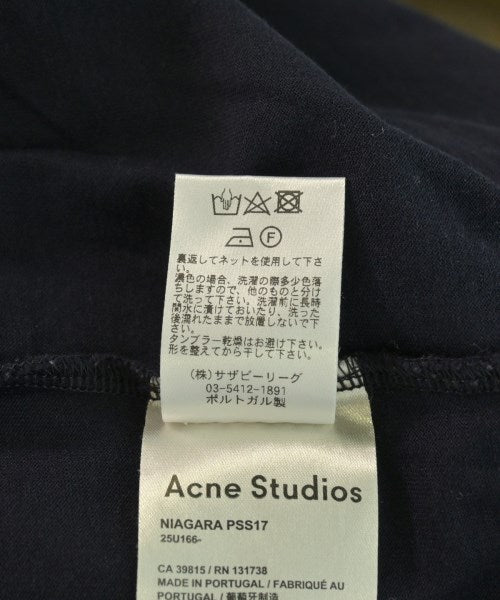 F
裏返してネットを使用して下さ
い。
濃色の場合、洗濯の際多少色落
ちしますので、他のものと分け
て洗って下さい。洗濯前に長時
間水に漬けておいたり、洗った
後濡れたままで放置しないで下
さい。
タンブラー乾燥はお避け下さい。
形を整えてから干して下さい。
(株)サザビーリーグ
03-5412-1891
ポルトガル製
Acne Studios
NIAGARA PSS17
25U166-
CA 39815 / RN 131738
MADE IN PORTUGAL / FABRIQUÉ AU
PORTUGAL / 葡萄牙制造